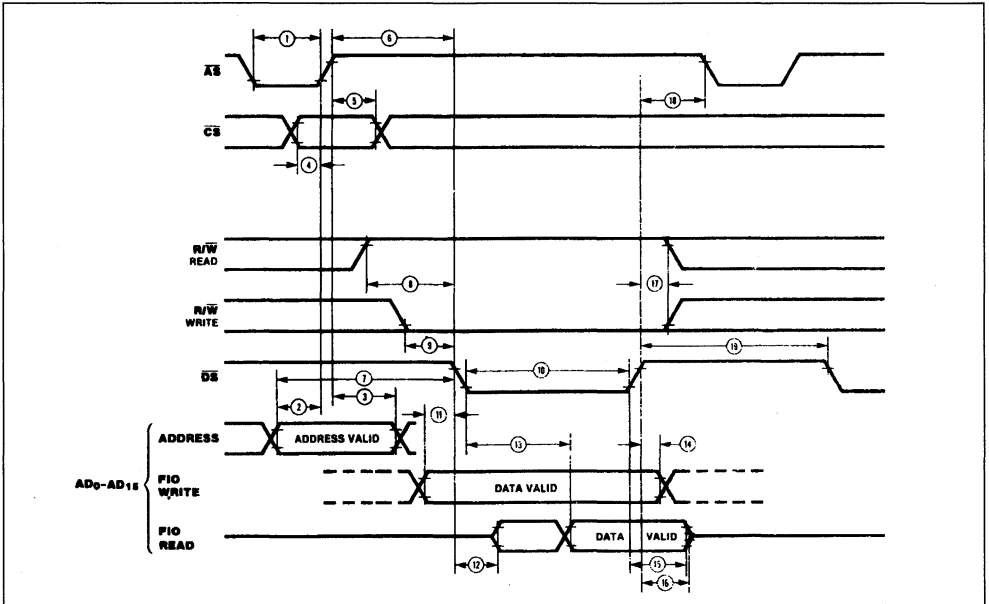 1
6
AS
5
18
CS
4
R/W
READ
8
17
R/W
WRITE
9
19
DS
10
7
3
2
11
ADDRESS
ADDRESS VALID
13
14
AD0-AD15
FIO
WRITE
DATA VALID
FIO
READ
DATA VALID
12
15
16